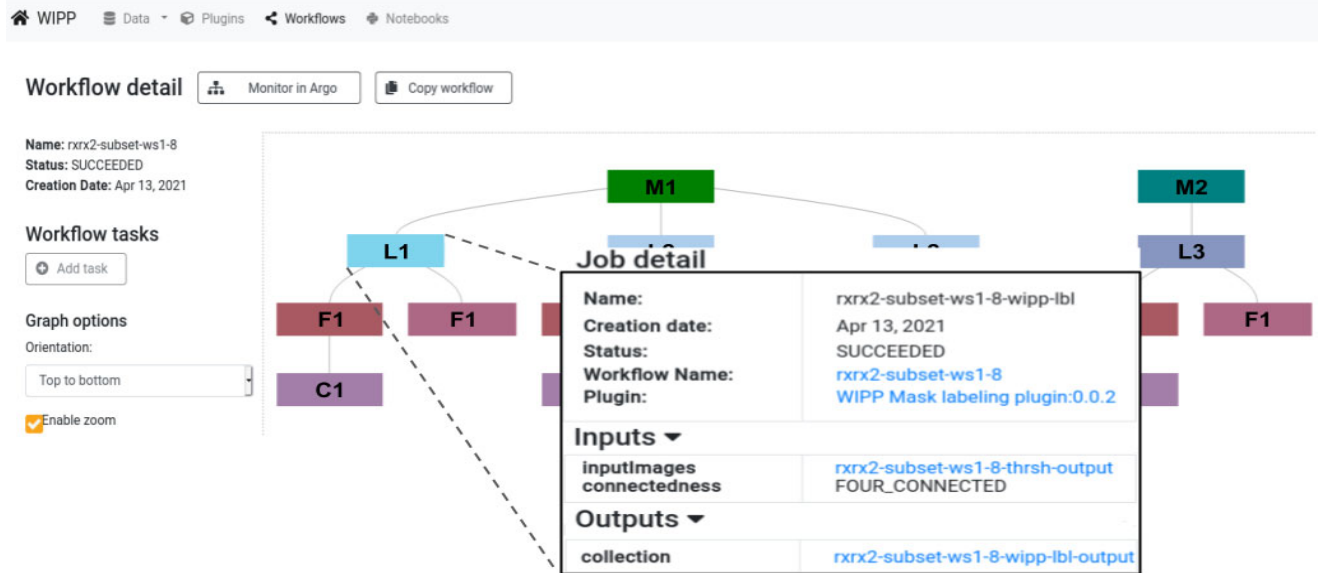 WIPP Data Plugins Workflows Notebooks
Workflow detail Monitor in Argo Copy workflow
Name: rxrx2-subset-ws1-8
Status: SUCCEEDED
Creation Date: Apr 13, 2021
Workflow tasks
Add task
Graph options
Orientation:
Top to bottom
Enable zoom
M1 M2
L1 L3
F1 F1 F1
C1
Job detail
Name: rxrx2-subset-ws1-8-wipp-lbl
Creation date: Apr 13, 2021
Status: SUCCEEDED
Workflow Name: rxrx2-subset-ws1-8
Plugin: WIPP Mask labeling plugin:0.0.2
Inputs
inputImages rxrx2-subset-ws1-8-thrsh-output
connectedness FOUR_CONNECTED
Outputs
collection rxrx2-subset-ws1-8-wipp-lbl-output